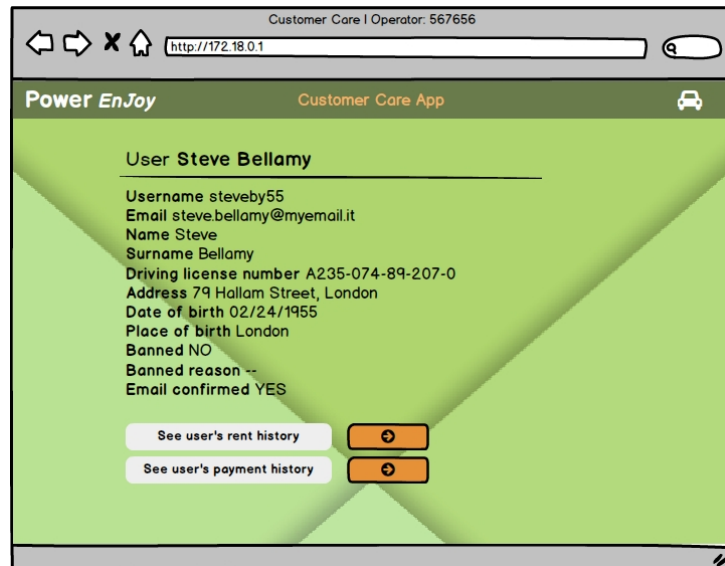 Customer Care | Operator: 567656
http://172.18.0.1
Power EnJoy
Customer Care App
User Steve Bellamy
Username steveby55
Email steve.bellamy@myemail.it
Name Steve
Surname Bellamy
Driving license number A235-074-89-207-0
Address 79 Hallam Street, London
Date of birth 02/24/1955
Place of birth London
Banned NO
Banned reason --
Email confirmed YES
See user's rent history
See user's payment history